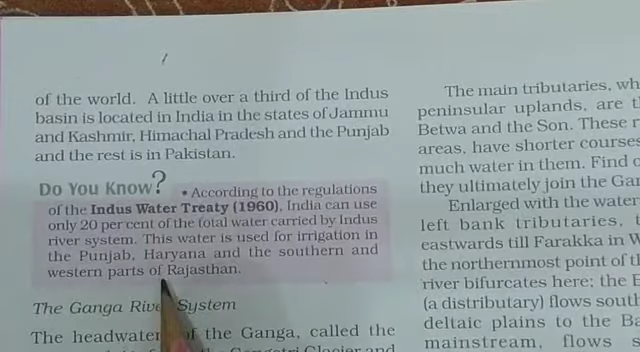 of the world. A little over a third of the Indus
basin is located in India in the states of Jammu
and Kashmir, Himachal Pradesh and the Punjab
and the rest is in Pakistan.
Do You Know?
• According to the regulations
of the Indus Water Treaty (1960), India can use
only 20 per cent of the total water carried by Indus
river system. This water is used for irrigation in
the Punjab, Haryana and the southern and
western parts of Rajasthan.
The Ganga River System
The headwater of the Ganga, called the
The main tributaries,
peninsular uplands, are
Betwa and the Son. These
areas, have shorter courses
much water in them. Find
they ultimately join the
Enlarged with the water
left bank tributaries,
eastwards till Farakka in
the northernmost point of
river bifurcates here; the
(a distributary) flows
deltaic plains to the
mainstream, flows